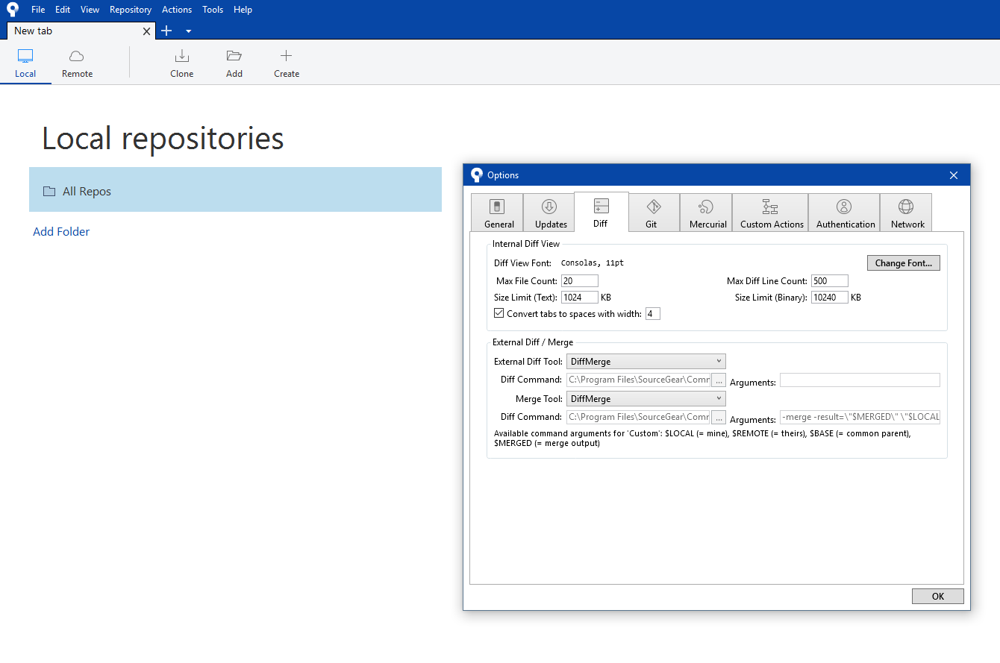 File Edit View Repository Actions Tools Help
New tab
Local Remote Clone Add Create
Local repositories
All Repos
Add Folder
Options
General Updates Diff Git Mercurial Custom Actions Authentication Network
Internal Diff View
Diff View Font: Consolas, 11pt Change Font...
Max File Count: 20 Max Diff Line Count: 500
Size Limit (Text): 1024 KB Size Limit (Binary): 10240 KB
Convert tabs to spaces with width: 4
External Diff / Merge
External Diff Tool: DiffMerge
Diff Command: C:\Program Files\SourceGear\Comr ... Arguments:
Merge Tool: DiffMerge
Diff Command: C:\Program Files\SourceGear\Comr ... Arguments: -merge -result=\"$MERGED\" \"$LOCAL
Available command arguments for 'Custom': $LOCAL (= mine), $REMOTE (= theirs), $BASE (= common parent),
$MERGED (= merge output)
OK